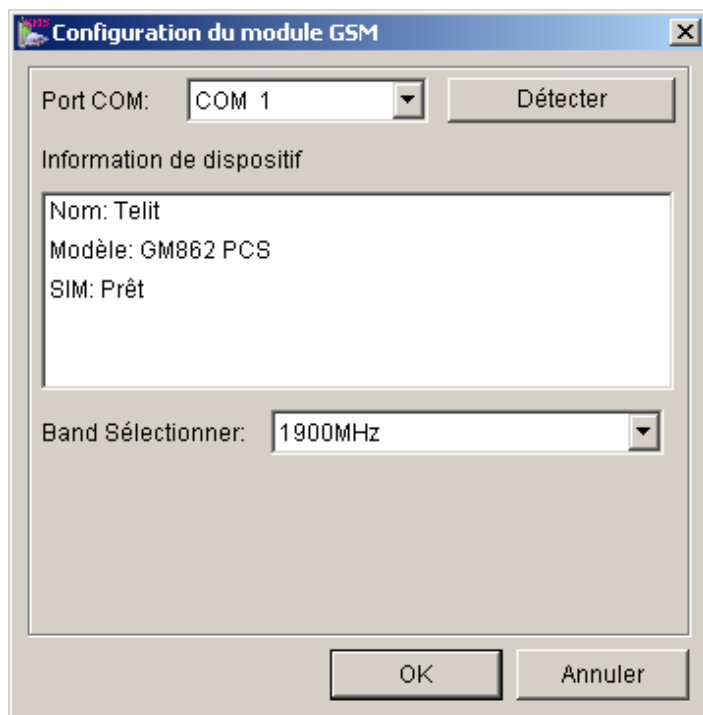 SMS
Configuration du module GSM
Port COM: COM 1 Détecter
Information de dispositif
Nom: Telit
Modèle: GM862 PCS
SIM: Prêt
Band Sélectionner: 1900MHz
OK Annuler